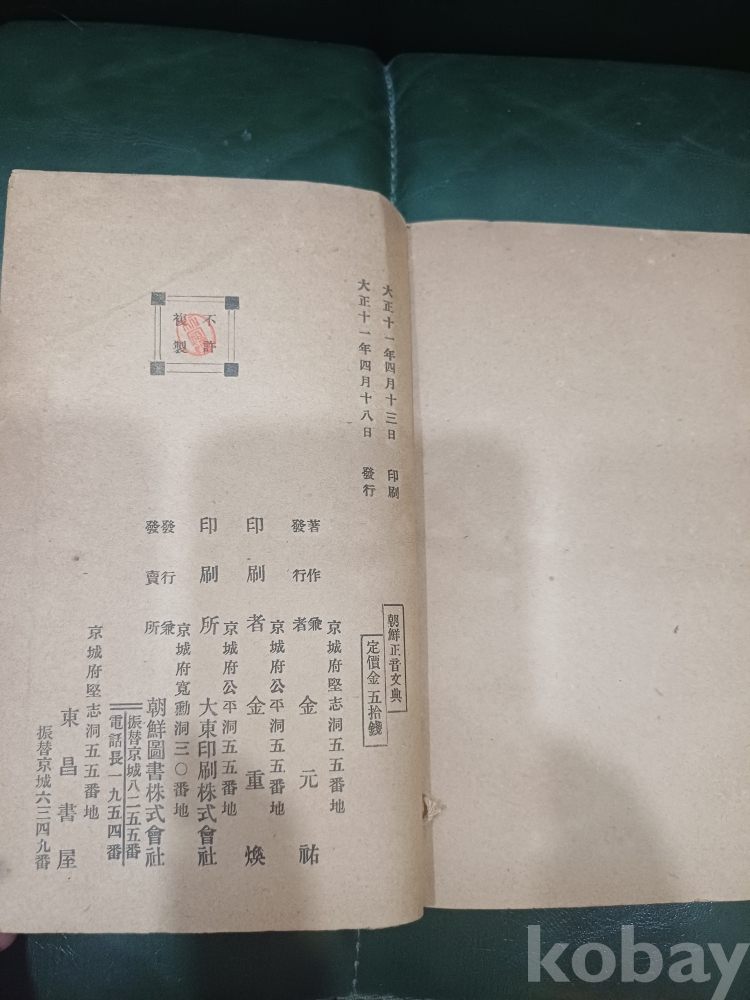 大正十一年四月十三日 印刷
大正十一年四月十八日 發行
朝鮮正音文典
定價金五拾錢
京城府堅志洞五五番地
著作兼
發行者 金元祐
京城府公平洞五五番地
印刷者 金重煥
京城府公平洞五五番地
印刷所 大東印刷株式會社
京城府寬勳洞三〇番地
發行兼
發賣所 朝鮮圖書株式會社
振替京城八二五五番
電話長一九五四番
京城府堅志洞五五番地
東昌書屋
振替京城六三四九番
不許
複製
kobay